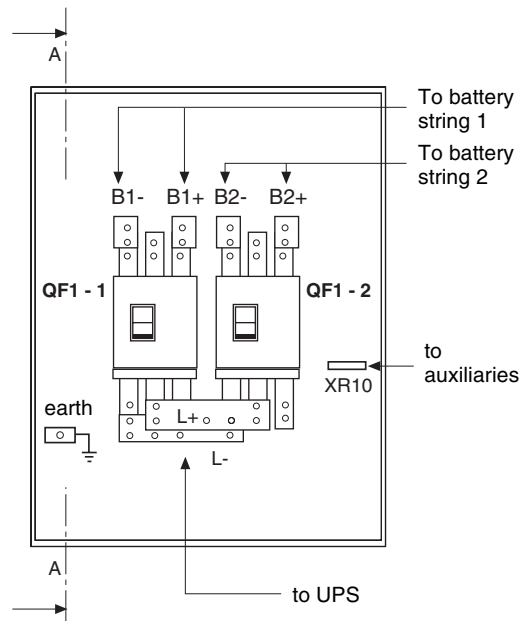 A
To battery
string 1
To battery
string 2
B1- B1+ B2- B2+
QF1 - 1
QF1 - 2
to
auxiliaries
XR10
earth
L+
L-
A
to UPS